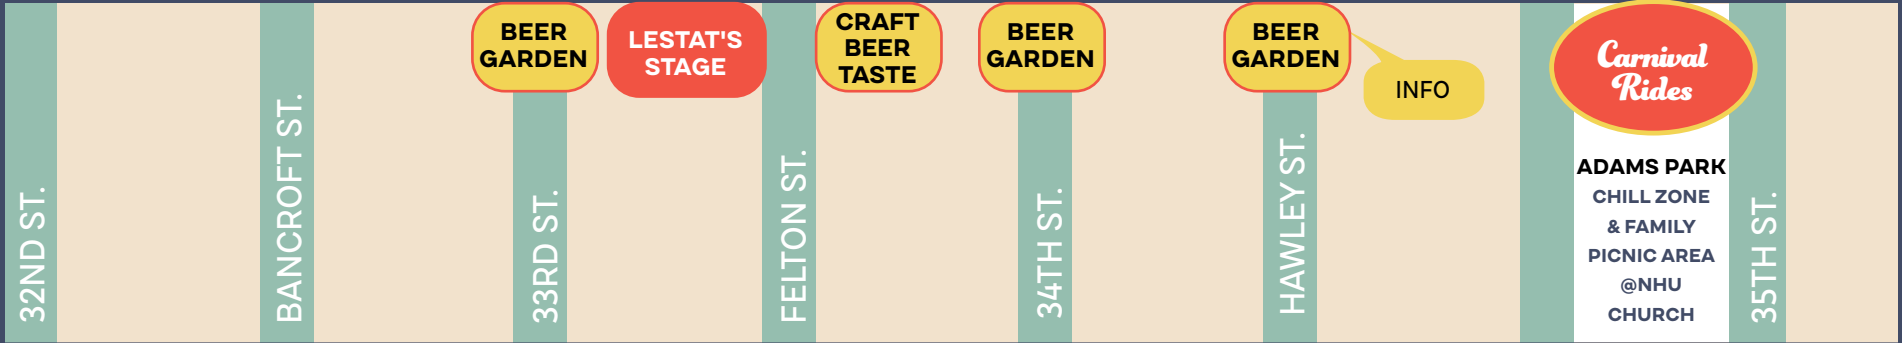 BEER
GARDEN
LESTAT'S
STAGE
CRAFT
BEER
TASTE
BEER
GARDEN
BEER
GARDEN
INFO
Carnival
Rides
ADAMS PARK
CHILL ZONE
& FAMILY
PICNIC AREA
@NHU
CHURCH
32ND ST.
BANCROFT ST.
33RD ST.
FELTON ST.
34TH ST.
HAWLEY ST.
35TH ST.